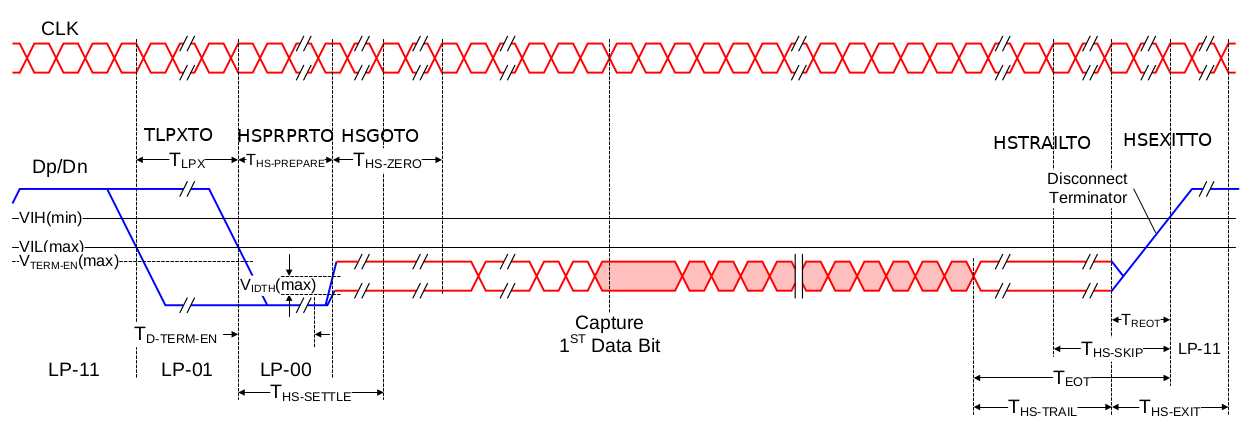 CLK
TLPXTO HSPRPRTO HSGOTO HSTRAILTO HSEXITTO
TLPX THS-PREPARE THS-ZERO
Dp/Dn
Disconnect
Terminator
VIH(min)
VIL(max)
VTERM-EN(max)
VIDTH(max)
Capture
1ST Data Bit
TREOT
TD-TERM-EN
THS-SKIP LP-11
LP-11 LP-01 LP-00
TEOT
THS-SETTLE
THS-TRAIL THS-EXIT